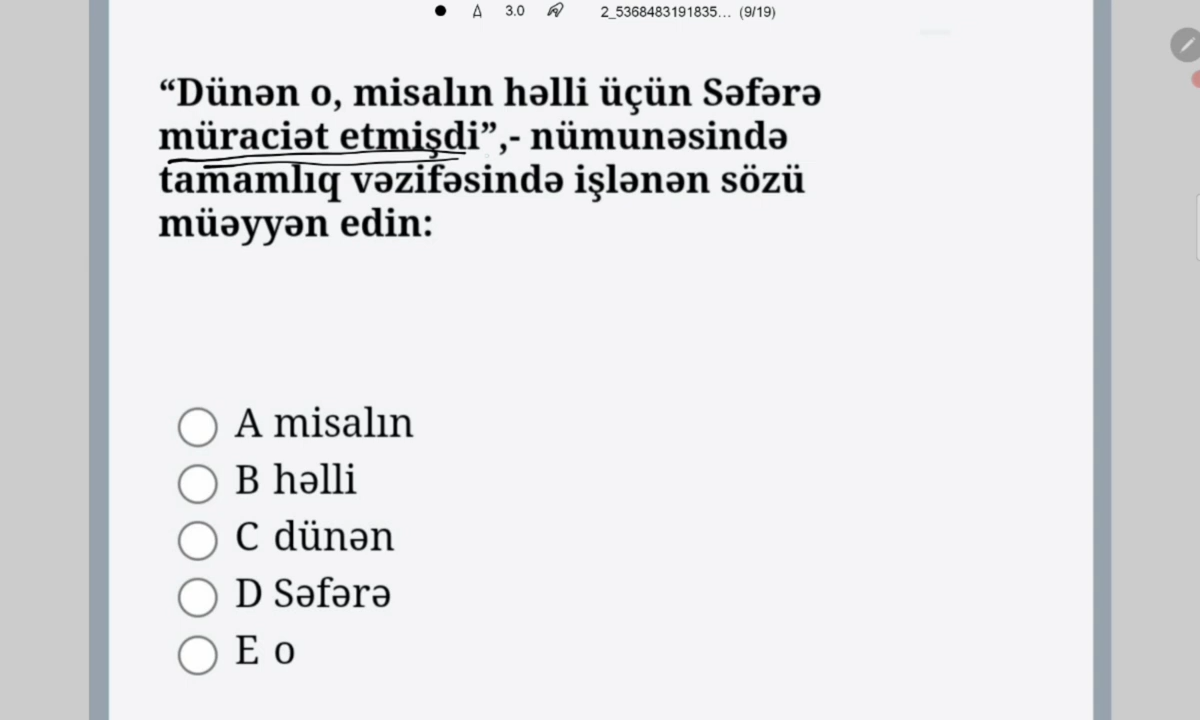 3.0 2_5368483191835... (9/19)
“Dünən o, misalın həlli üçün Səfərə
müraciət etmişdi”,- nümunəsində
tamamlıq vəzifəsində işlənən sözü
müəyyən edin:
A misalın
B həlli
C dünən
D Səfərə
E o